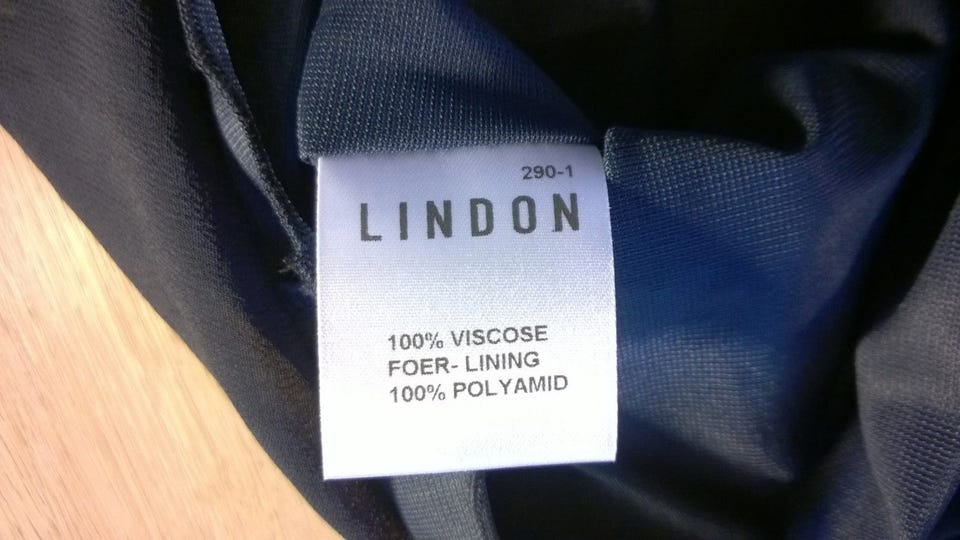 290-1
LINDON
100% VISCOSE
FOER- LINING
100% POLYAMID